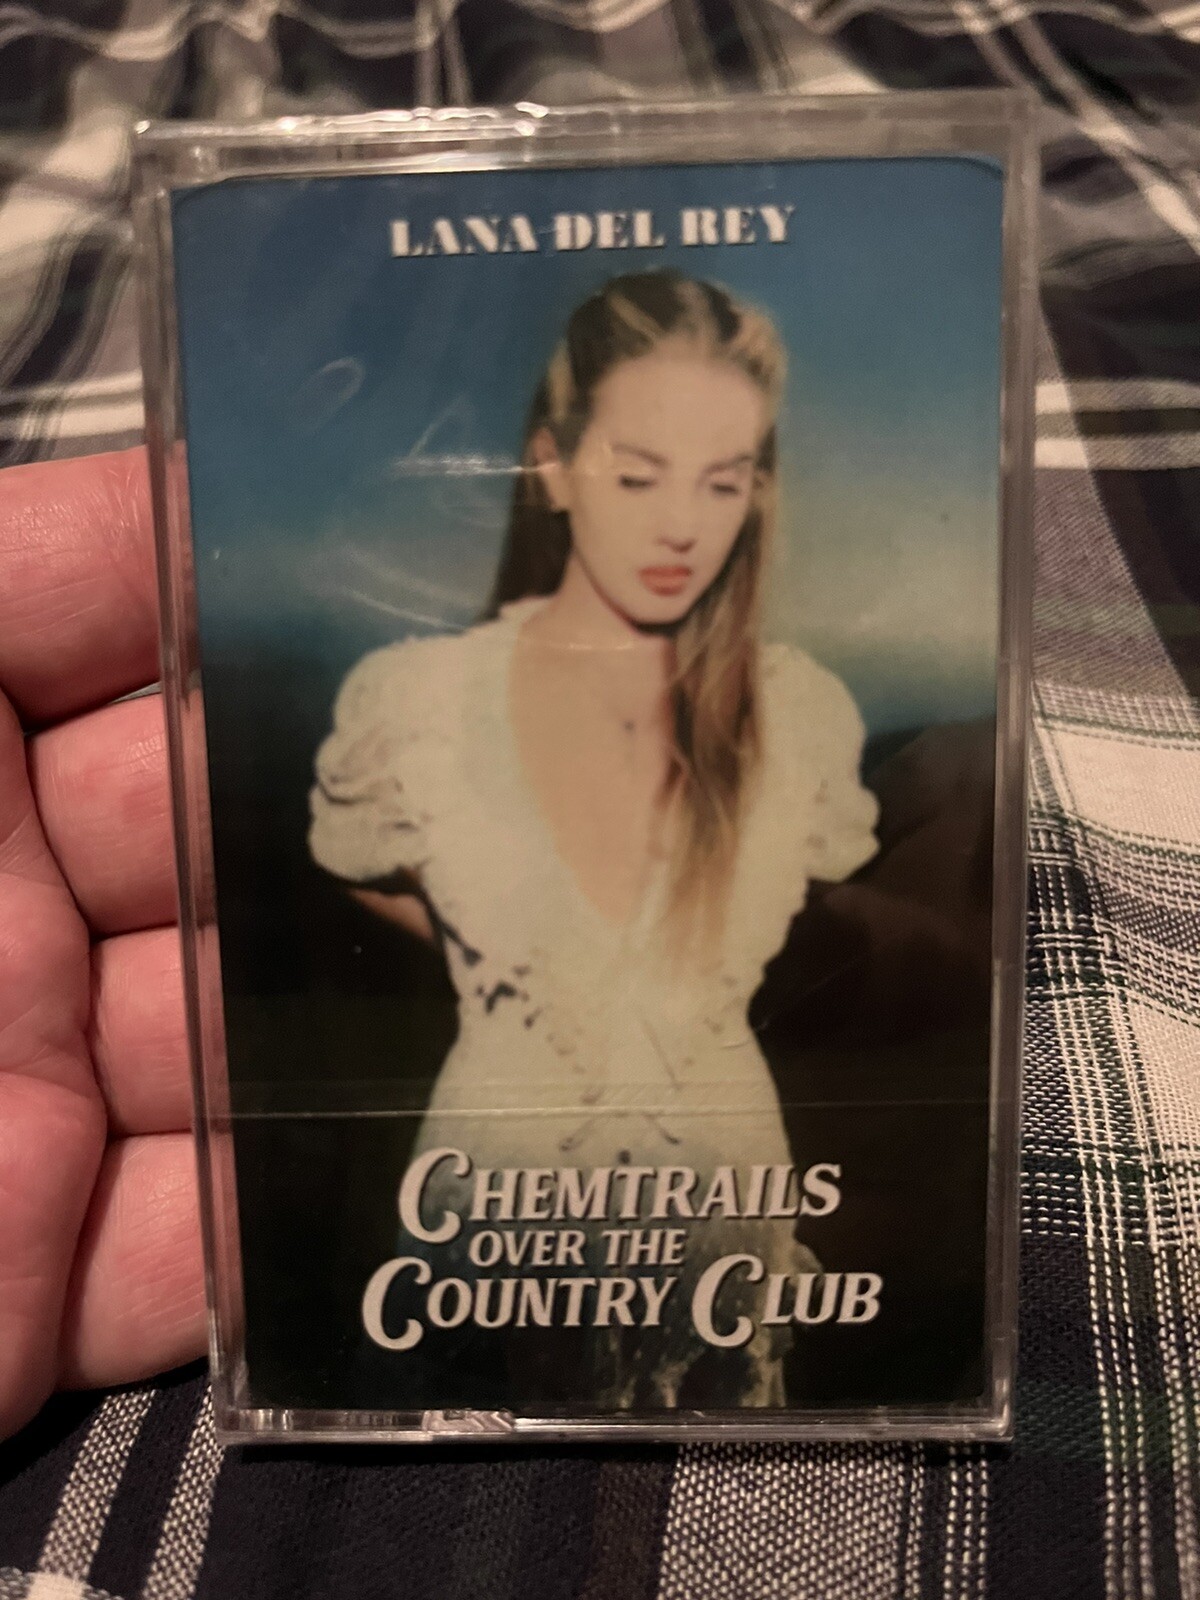 LANA DEL REY
CHEMTRAILS
OVER THE
COUNTRY CLUB